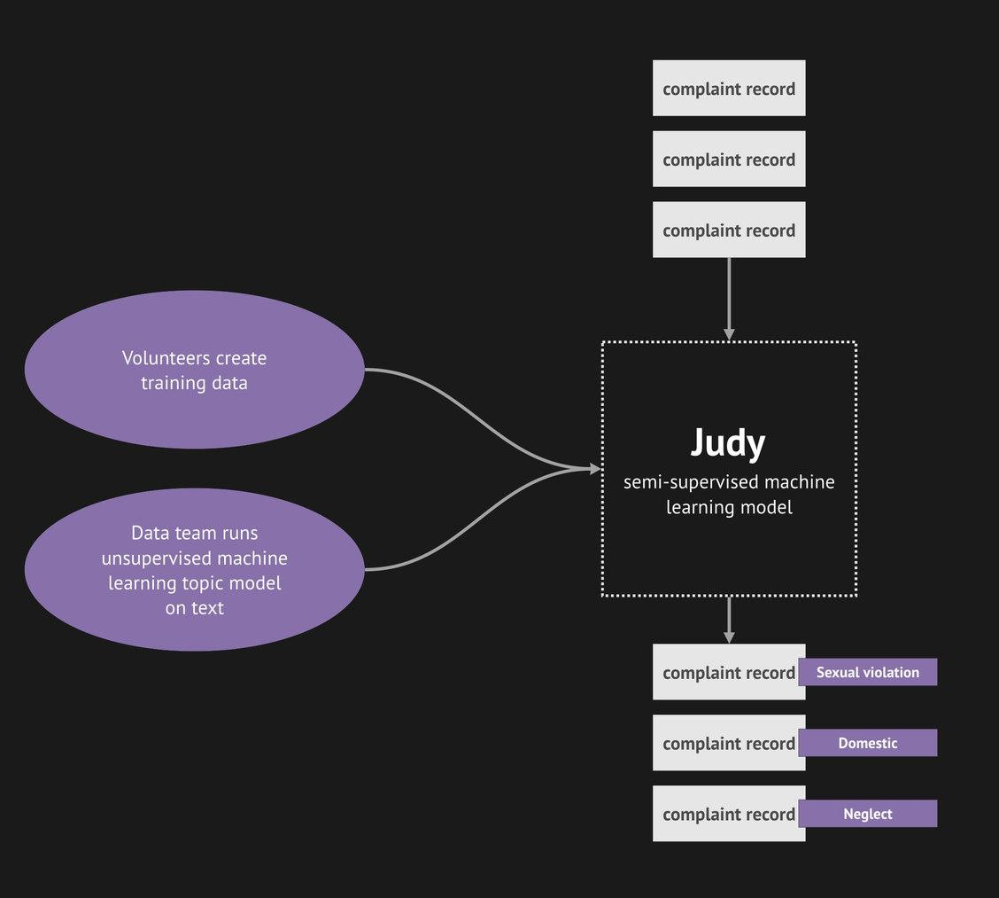 complaint record
complaint record
complaint record
Volunteers create
training data
Data team runs
unsupervised machine
learning topic model
on text
Judy
semi-supervised machine
learning model
complaint record
Sexual violation
complaint record
Domestic
complaint record
Neglect